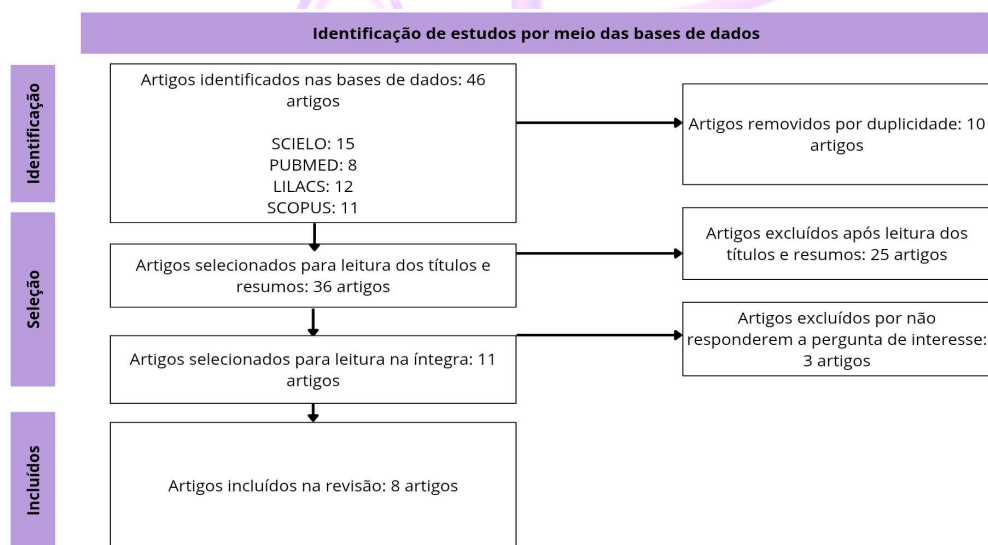 Identificação de estudos por meio das bases de dados
Identificação
Artigos identificados nas bases de dados: 46
artigos
SCIELO: 15
PUBMED: 8
LILACS: 12
SCOPUS: 11
Artigos removidos por duplicidade: 10
artigos
Seleção
Artigos selecionados para leitura dos títulos e
resumos: 36 artigos
Artigos excluídos após leitura dos
títulos e resumos: 25 artigos
Artigos selecionados para leitura na íntegra: 11
artigos
Artigos excluídos por não
responderem a pergunta de interesse:
3 artigos
Incluídos
Artigos incluídos na revisão: 8 artigos